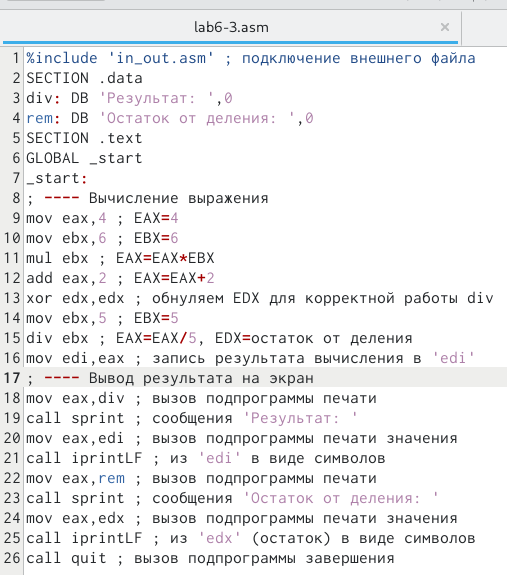 lab6-3.asm ×
1 %include 'in_out.asm' ; подключение внешнего файла
2 SECTION .data
3 div: DB 'Результат: ',0
4 rem: DB 'Остаток от деления: ',0
5 SECTION .text
6 GLOBAL _start
7 _start:
8 ; ---- Вычисление выражения
9 mov eax,4 ; EAX=4
10 mov ebx,6 ; EBX=6
11 mul ebx ; EAX=EAX*EBX
12 add eax,2 ; EAX=EAX+2
13 xor edx,edx ; обнуляем EDX для корректной работы div
14 mov ebx,5 ; EBX=5
15 div ebx ; EAX=EAX/5, EDX=остаток от деления
16 mov edi,eax ; запись результата вычисления в 'edi'
17 ; ---- Вывод результата на экран
18 mov eax,div ; вызов подпрограммы печати
19 call sprint ; сообщения 'Результат: '
20 mov eax,edi ; вызов подпрограммы печати значения
21 call iprintLF ; из 'edi' в виде символов
22 mov eax,rem ; вызов подпрограммы печати
23 call sprint ; сообщения 'Остаток от деления: '
24 mov eax,edx ; вызов подпрограммы печати значения
25 call iprintLF ; из 'edx' (остаток) в виде символов
26 call quit ; вызов подпрограммы завершения